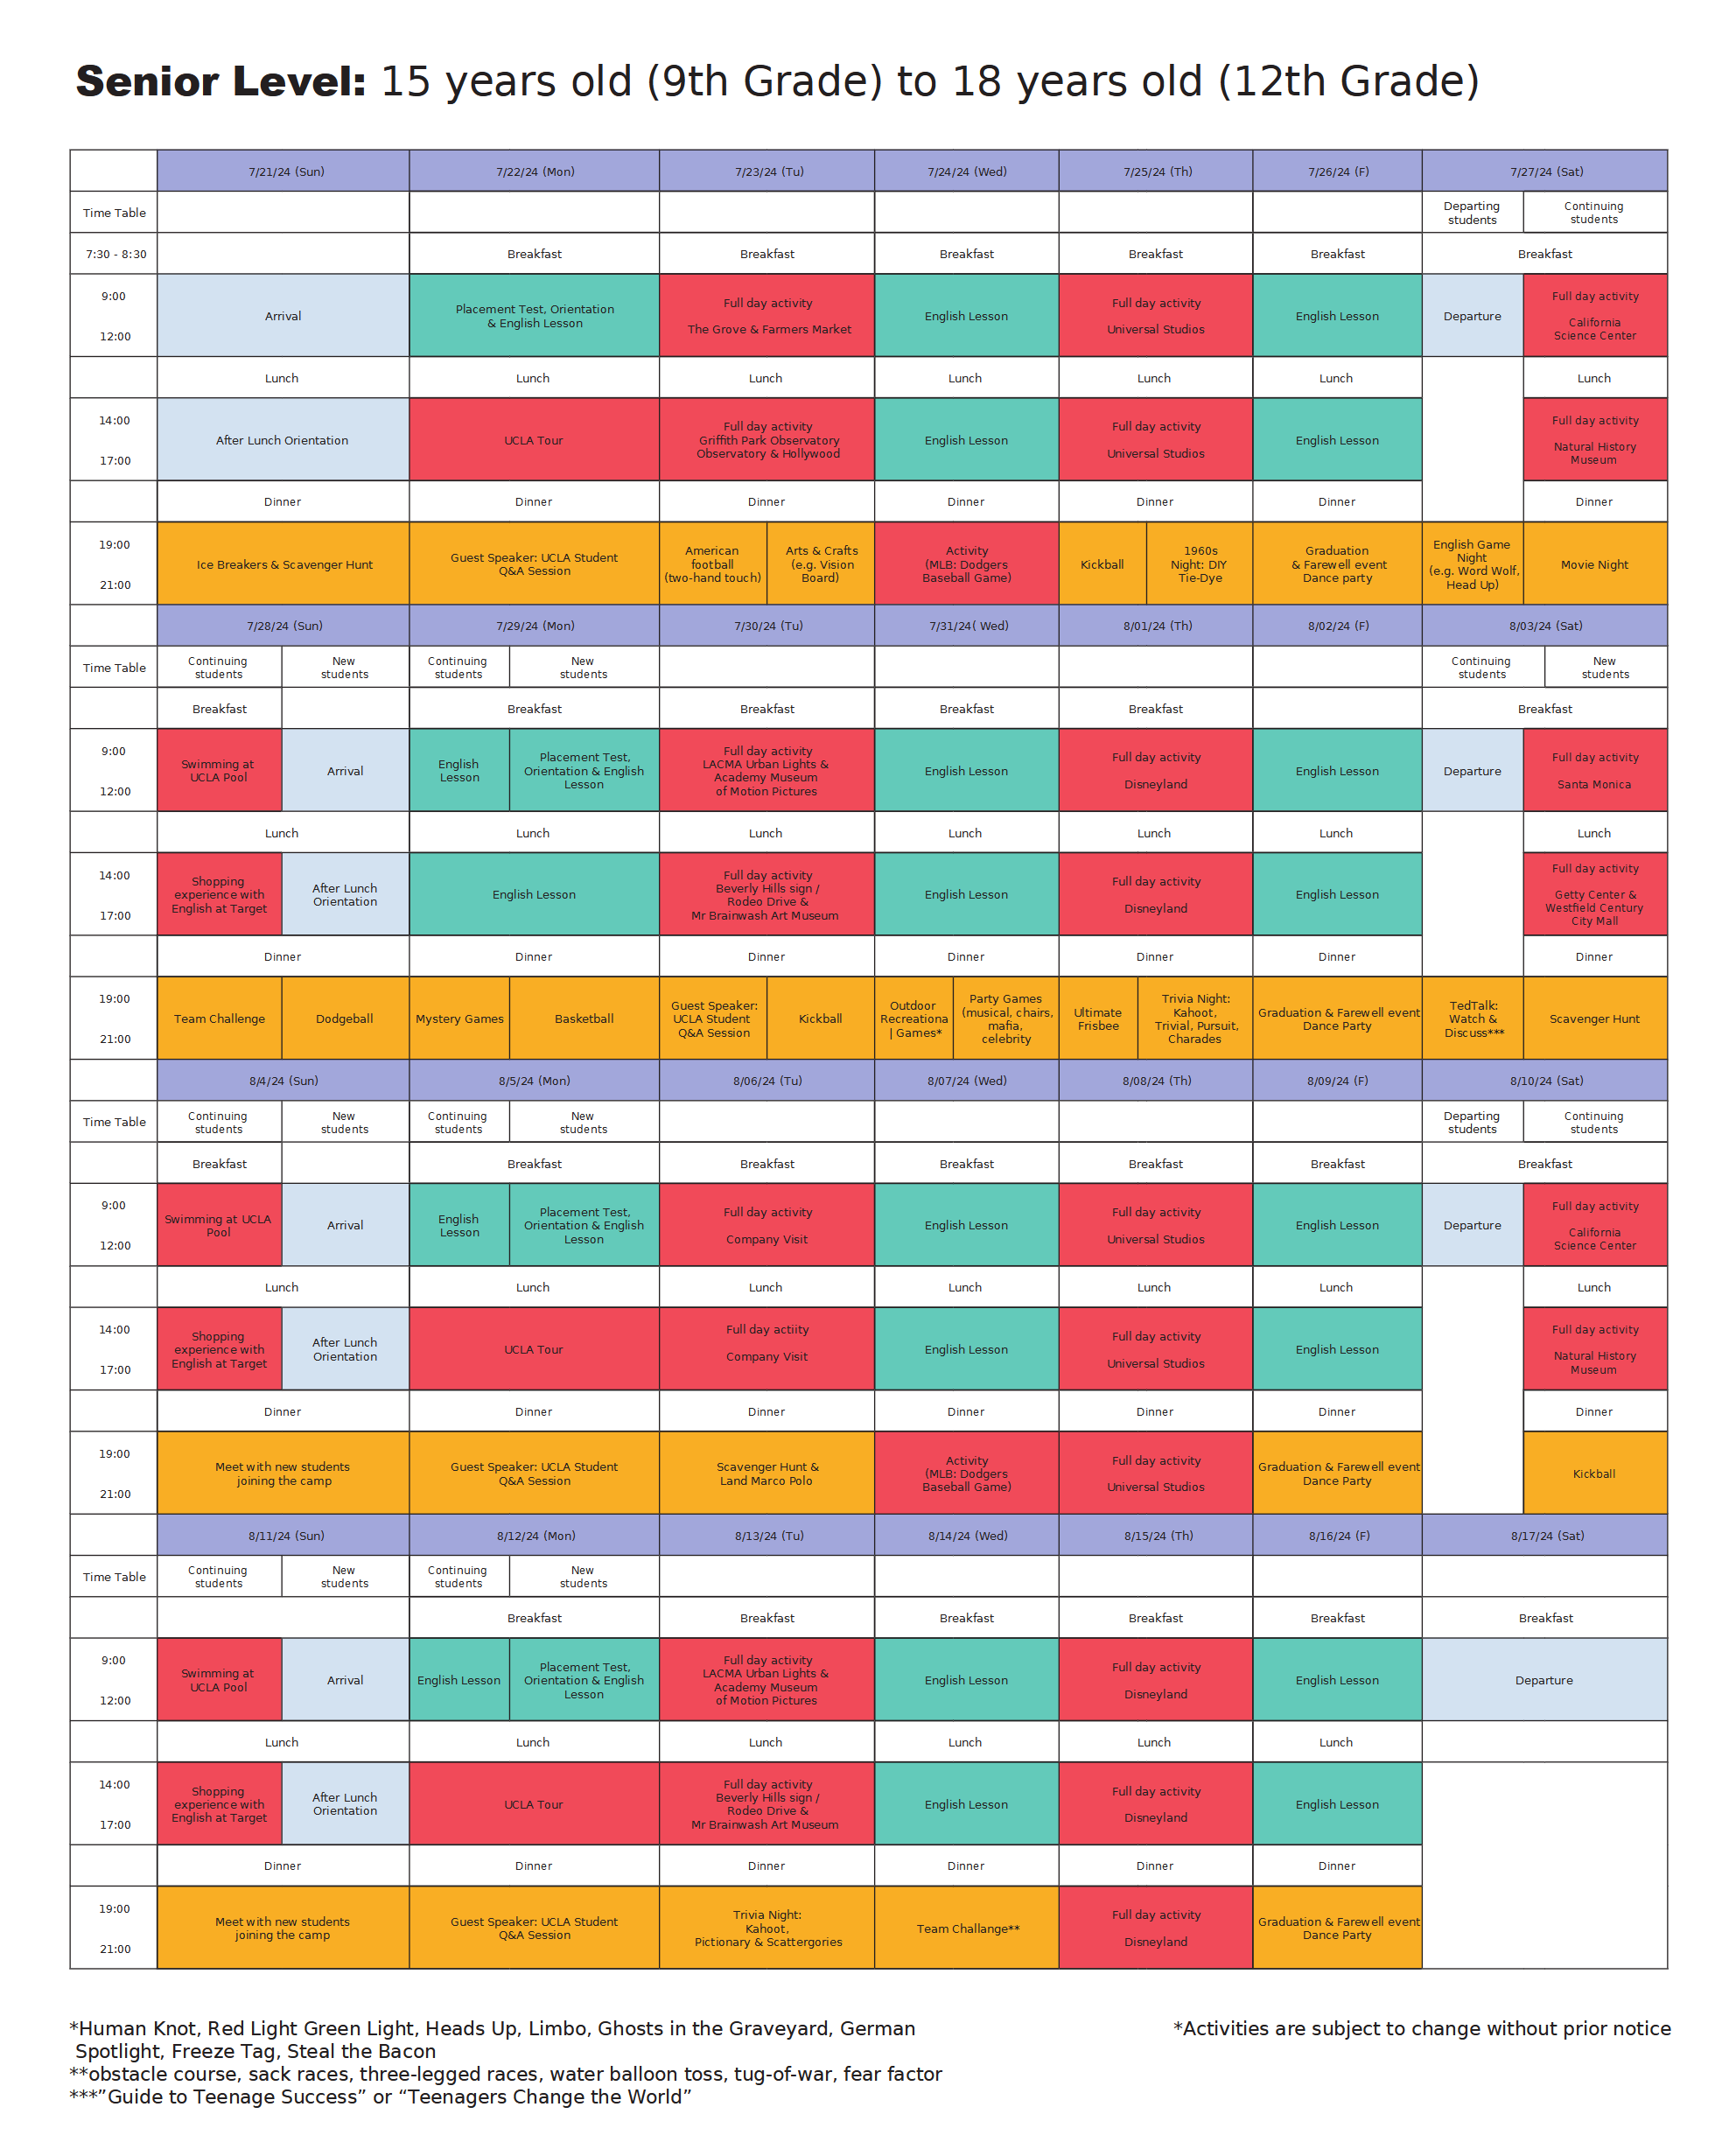 Senior Level: 15 years old (9th Grade) to 18 years old (12th Grade)
7/21/24 (Sun) 7/22/24 (Mon) 7/23/24 (Tu) 7/24/24 (Wed) 7/25/24 (Th) 7/26/24 (F) 7/27/24 (Sat)
Time Table Departing students Continuing students
7:30 - 8:30 Breakfast Breakfast Breakfast Breakfast Breakfast Breakfast
9:00 12:00 Arrival Placement Test, Orientation & English Lesson Full day activity The Grove & Farmers Market English Lesson Full day activity Universal Studios English Lesson Departure Full day activity California Science Center
Lunch Lunch Lunch Lunch Lunch Lunch Lunch
14:00 17:00 After Lunch Orientation UCLA Tour Full day activity Griffith Park Observatory Observatory & Hollywood English Lesson Full day activity Universal Studios English Lesson Full day activity Natural History Museum
Dinner Dinner Dinner Dinner Dinner Dinner Dinner
19:00 21:00 Ice Breakers & Scavenger Hunt Guest Speaker: UCLA Student Q&A Session American football (two-hand touch) Arts & Crafts (e.g. Vision Board) Activity (MLB: Dodgers Baseball Game) Kickball 1960s Night: DIY Tie-Dye Graduation & Farewell event Dance party English Game Night (e.g. Word Wolf, Head Up) Movie Night
7/28/24 (Sun) 7/29/24 (Mon) 7/30/24 (Tu) 7/31/24( Wed) 8/01/24 (Th) 8/02/24 (F) 8/03/24 (Sat)
Time Table Continuing students New students Continuing students New students Continuing students New students
Breakfast Breakfast Breakfast Breakfast Breakfast Breakfast
9:00 12:00 Swimming at UCLA Pool Arrival English Lesson Placement Test, Orientation & English Lesson Full day activity LACMA Urban Lights & Academy Museum of Motion Pictures English Lesson Full day activity Disneyland English Lesson Departure Full day activity Santa Monica
Lunch Lunch Lunch Lunch Lunch Lunch Lunch
14:00 17:00 Shopping experience with English at Target After Lunch Orientation English Lesson Full day activity Beverly Hills sign / Rodeo Drive & Mr Brainwash Art Museum English Lesson Full day activity Disneyland English Lesson Full day activity Getty Center & Westfield Century City Mall
Dinner Dinner Dinner Dinner Dinner Dinner Dinner
19:00 21:00 Team Challenge Dodgeball Mystery Games Basketball Guest Speaker: UCLA Student Q&A Session Kickball Outdoor Recreationa l Games* Party Games (musical, chairs, mafia, celebrity Ultimate Frisbee Trivia Night: Kahoot, Trivial, Pursuit, Charades Graduation & Farewell event Dance Party TedTalk: Watch & Discuss*** Scavenger Hunt
8/4/24 (Sun) 8/5/24 (Mon) 8/06/24 (Tu) 8/07/24 (Wed) 8/08/24 (Th) 8/09/24 (F) 8/10/24 (Sat)
Time Table Continuing students New students Continuing students New students Departing students Continuing students
Breakfast Breakfast Breakfast Breakfast Breakfast Breakfast Breakfast
9:00 12:00 Swimming at UCLA Pool Arrival English Lesson Placement Test, Orientation & English Lesson Full day activity Company Visit English Lesson Full day activity Universal Studios English Lesson Departure Full day activity California Science Center
Lunch Lunch Lunch Lunch Lunch Lunch Lunch
14:00 17:00 Shopping experience with English at Target After Lunch Orientation UCLA Tour Full day actiity Company Visit English Lesson Full day activity Universal Studios English Lesson Full day activity Natural History Museum
Dinner Dinner Dinner Dinner Dinner Dinner Dinner
19:00 21:00 Meet with new students joining the camp Guest Speaker: UCLA Student Q&A Session Scavenger Hunt & Land Marco Polo Activity (MLB: Dodgers Baseball Game) Full day activity Universal Studios Graduation & Farewell event Dance Party Kickball
8/11/24 (Sun) 8/12/24 (Mon) 8/13/24 (Tu) 8/14/24 (Wed) 8/15/24 (Th) 8/16/24 (F) 8/17/24 (Sat)
Time Table Continuing students New students Continuing students New students
Breakfast Breakfast Breakfast Breakfast Breakfast Breakfast
9:00 12:00 Swimming at UCLA Pool Arrival English Lesson Placement Test, Orientation & English Lesson Full day activity LACMA Urban Lights & Academy Museum of Motion Pictures English Lesson Full day activity Disneyland English Lesson Departure
Lunch Lunch Lunch Lunch Lunch Lunch
14:00 17:00 Shopping experience with English at Target After Lunch Orientation UCLA Tour Full day activity Beverly Hills sign / Rodeo Drive & Mr Brainwash Art Museum English Lesson Full day activity Disneyland English Lesson
Dinner Dinner Dinner Dinner Dinner Dinner
19:00 21:00 Meet with new students joining the camp Guest Speaker: UCLA Student Q&A Session Trivia Night: Kahoot, Pictionary & Scattergories Team Challange** Full day activity Disneyland Graduation & Farewell event Dance Party
*Human Knot, Red Light Green Light, Heads Up, Limbo, Ghosts in the Graveyard, German *Activities are subject to change without prior notice
Spotlight, Freeze Tag, Steal the Bacon
**obstacle course, sack races, three-legged races, water balloon toss, tug-of-war, fear factor
***”Guide to Teenage Success” or “Teenagers Change the World”